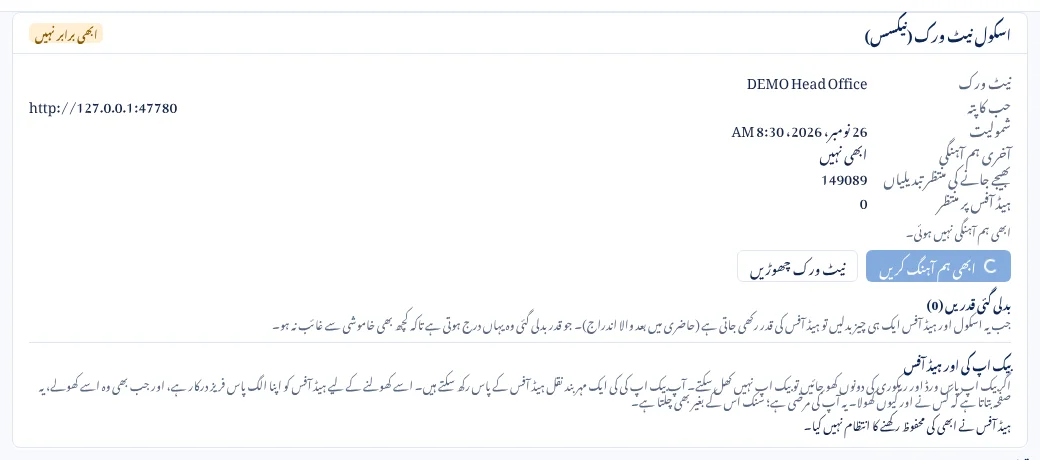 اسکول نیٹ ورک (نیکسس)
ابھی برابر نہیں
نیٹ ورک
DEMO Head Office
حب کا پتہ
http://127.0.0.1:47780
شمولیت
26 نومبر، 2026، 8:30 AM
آخری ہم آہنگی
ابھی نہیں
بھیجے جانے کی منتظر تبدیلیاں
149089
ہیڈ آفس پر منتظر
0
ابھی ہم آہنگی نہیں ہوئی۔
ابھی ہم آہنگ کریں
نیٹ ورک چھوڑیں
بدلی گئی قدریں (0)
جب یہ اسکول اور ہیڈ آفس ایک ہی چیز بدلیں تو ہیڈ آفس کی قدر رکھی جاتی ہے (حاضری میں بعد والا اندراج)۔ جو قدر بدلی گئی وہ یہاں درج ہوتی ہے تاکہ کچھ بھی خاموشی سے غائب نہ ہو۔
بیک اپ کی اور ہیڈ آفس
اگر بیک اپ پاس ورڈ اور ریکوری کی دونوں کھو جائیں تو بیک اپ نہیں کھل سکتے۔ آپ بیک اپ کی کی ایک مہر بند نقل ہیڈ آفس کے پاس رکھ سکتے ہیں۔ اسے کھولنے کے لیے ہیڈ آفس کو اپنا الگ پاس فریز درکار ہے، اور جب بھی وہ اسے کھولے، یہ
صفحہ بتاتا ہے کہ کس نے اور کیوں کھولا۔ یہ آپ کی مرضی ہے؛ سنک اس کے بغیر بھی چلتا ہے۔
ہیڈ آفس نے ابھی کی محفوظ رکھنے کا انتظام نہیں کیا۔